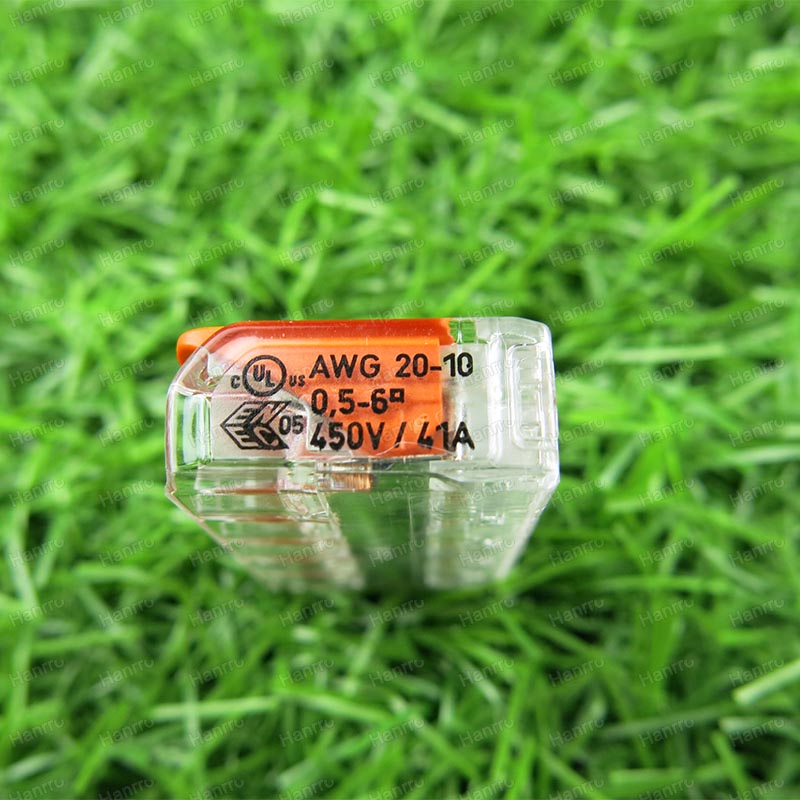 c UL us AWG 20-10
0,5-6¤
05 450V / 41A
Hanrro